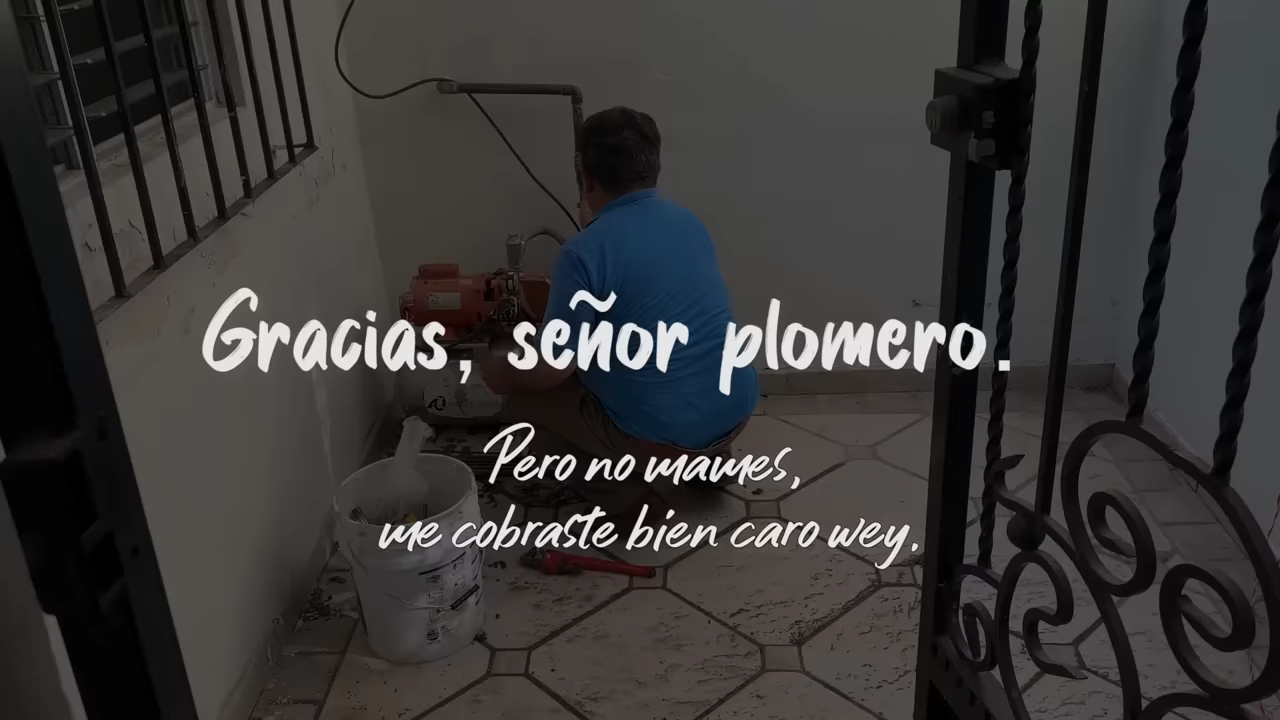 Gracias, señor plomero.
Pero no mames,
me cobraste bien caro wey.